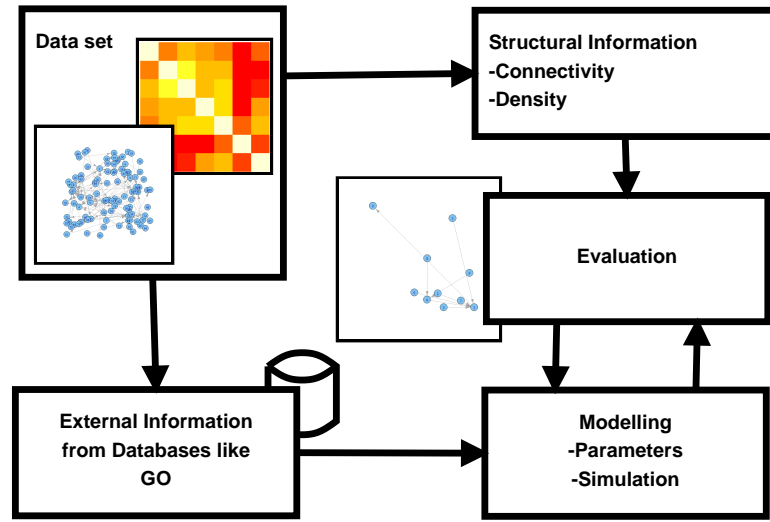 Data set
Structural Information
-Connectivity
-Density
Evaluation
External Information
from Databases like
GO
Modelling
-Parameters
-Simulation